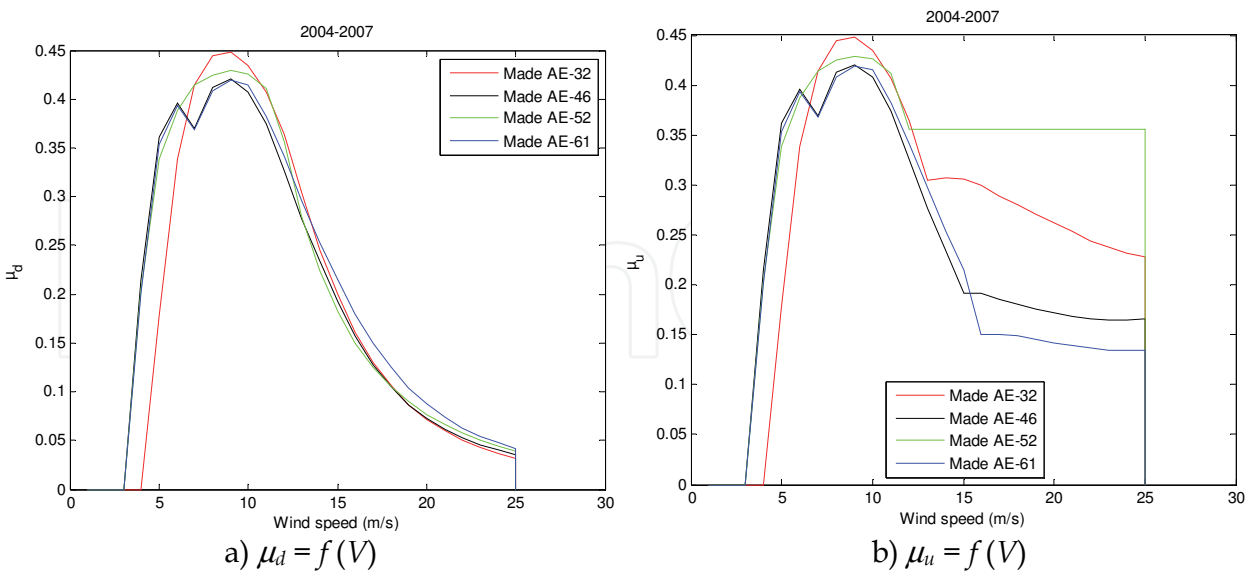 2004-2007
0.45
0.4
0.35
0.3
0.25
0.2
0.15
0.1
0.05
0
μd
Made AE-32
Made AE-46
Made AE-52
Made AE-61
0 5 10 15 20 25 30
Wind speed (m/s)
a) μd = f (V)
2004-2007
0.45
0.4
0.35
0.3
0.25
0.2
0.15
0.1
0.05
0
μu
Made AE-32
Made AE-46
Made AE-52
Made AE-61
0 5 10 15 20 25 30
Wind speed (m/s)
b) μu = f (V)